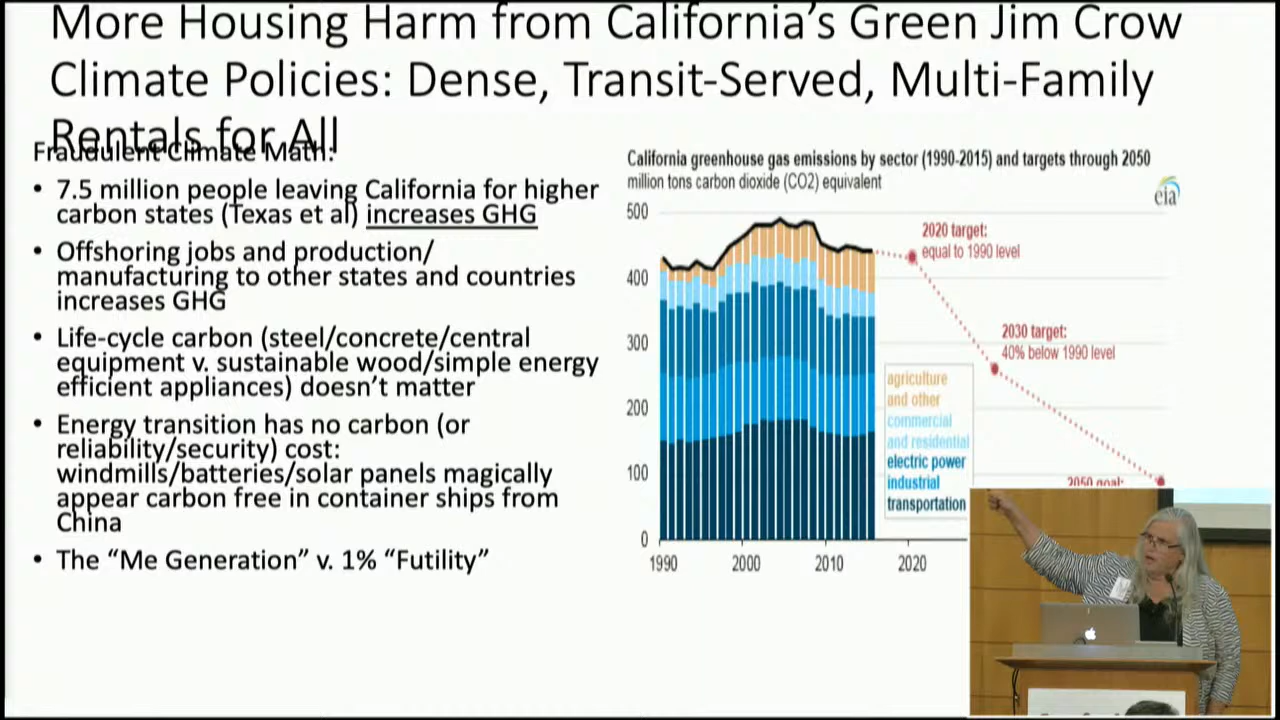 More Housing Harm from California's Green Jim Crow
Climate Policies: Dense, Transit-Served, Multi-Family
Rentals for All
Fraudulent Climate Math:
• 7.5 million people leaving California for higher
carbon states (Texas et al) increases GHG
• Offshoring jobs and production/
manufacturing to other states and countries
increases GHG
• Life-cycle carbon (steel/concrete/central
equipment v. sustainable wood/simple energy
efficient appliances) doesn't matter
• Energy transition has no carbon (or
reliability/security) cost:
windmills/batteries/solar panels magically
appear carbon free in container ships from
China
• The "Me Generation" v. 1% "Futility"
California greenhouse gas emissions by sector (1990-2015) and targets through 2050
million tons carbon dioxide (CO2) equivalent
eia
500
400
300
200
100
0
1990
2000
2010
2020
2020 target:
equal to 1990 level
2030 target:
40% below 1990 level
2050 goal:
agriculture
and other
commercial
and residential
electric power
industrial
transportation